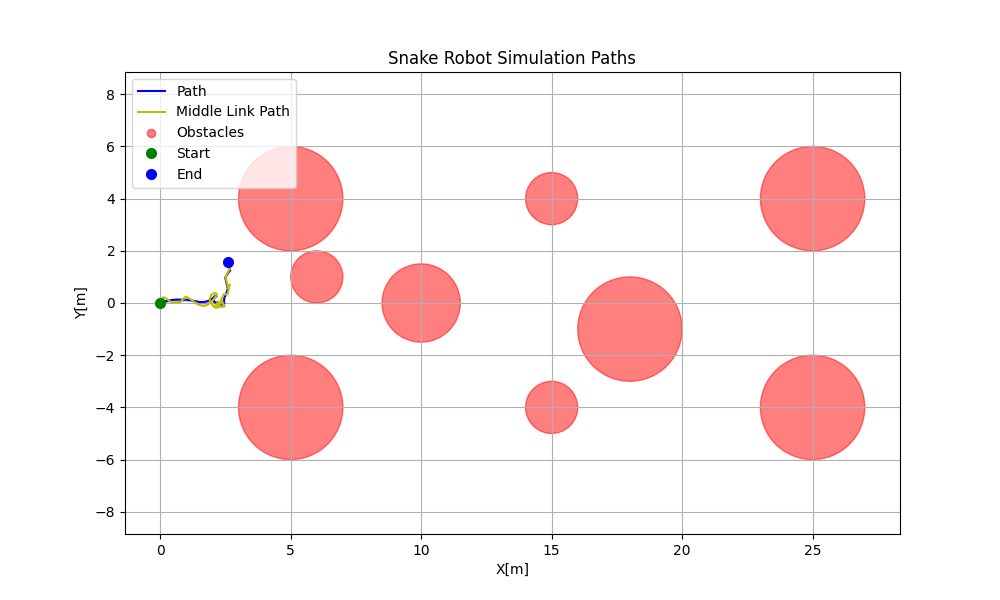 Snake Robot Simulation Paths
Path
Middle Link Path
Obstacles
Start
End
8
6
4
2
0
−2
−4
−6
−8
Y[m]
0 5 10 15 20 25
X[m]